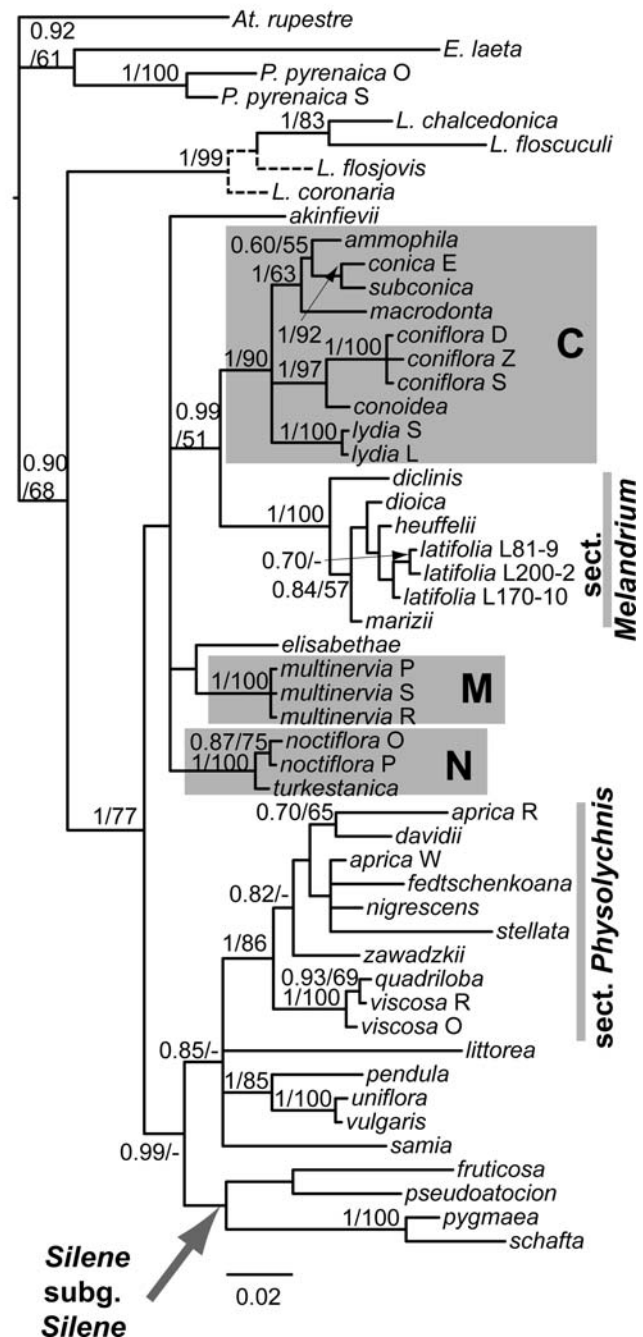 At. rupestre
0.92
/61
E. laeta
1/100
P. pyrenaica O
P. pyrenaica S
1/83
L. chalcedonica
L. floscuculi
1/99
L. flosjovis
L. coronaria
akinfievii
0.60/55
ammophila
1/63
conica E
subconica
macrodonta
1/92
1/100
coniflora D
C
1/90
1/97
coniflora Z
coniflora S
conoidea
0.99
/51
1/100
lydia S
lydia L
0.90
/68
diclinis
1/100
dioica
heuffelii
latifolia L81-9
0.70/-
latifolia L200-2
0.84/57
latifolia L170-10
marizii
sect.
Melandrium
elisabethae
1/100
multinervia P
multinervia S
M
multinervia R
0.87/75
noctiflora O
1/100
noctiflora P
N
turkestanica
1/77
0.70/65
aprica R
davidii
aprica W
0.82/-
fedtschenkoana
nigrescens
stellata
1/86
zawadzkii
0.93/69
quadriloba
1/100
viscosa R
viscosa O
sect. Physolychnis
0.85/-
littorea
1/85
pendula
1/100
uniflora
vulgaris
samia
0.99/-
fruticosa
pseudoatocion
1/100
pygmaea
schafta
Silene
subg.
Silene
0.02